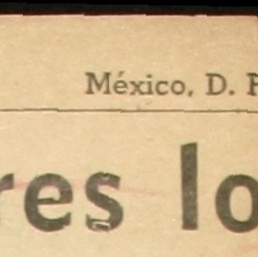 México, D. F
res lo